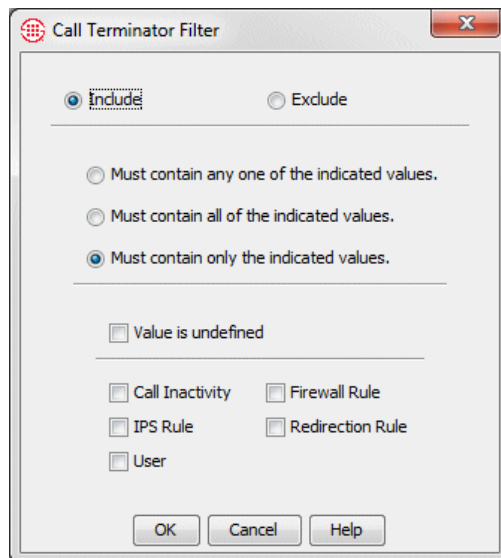 Call Terminator Filter
Include Exclude
Must contain any one of the indicated values.
Must contain all of the indicated values.
Must contain only the indicated values.
Value is undefined
Call Inactivity Firewall Rule
IPS Rule Redirection Rule
User
OK Cancel Help